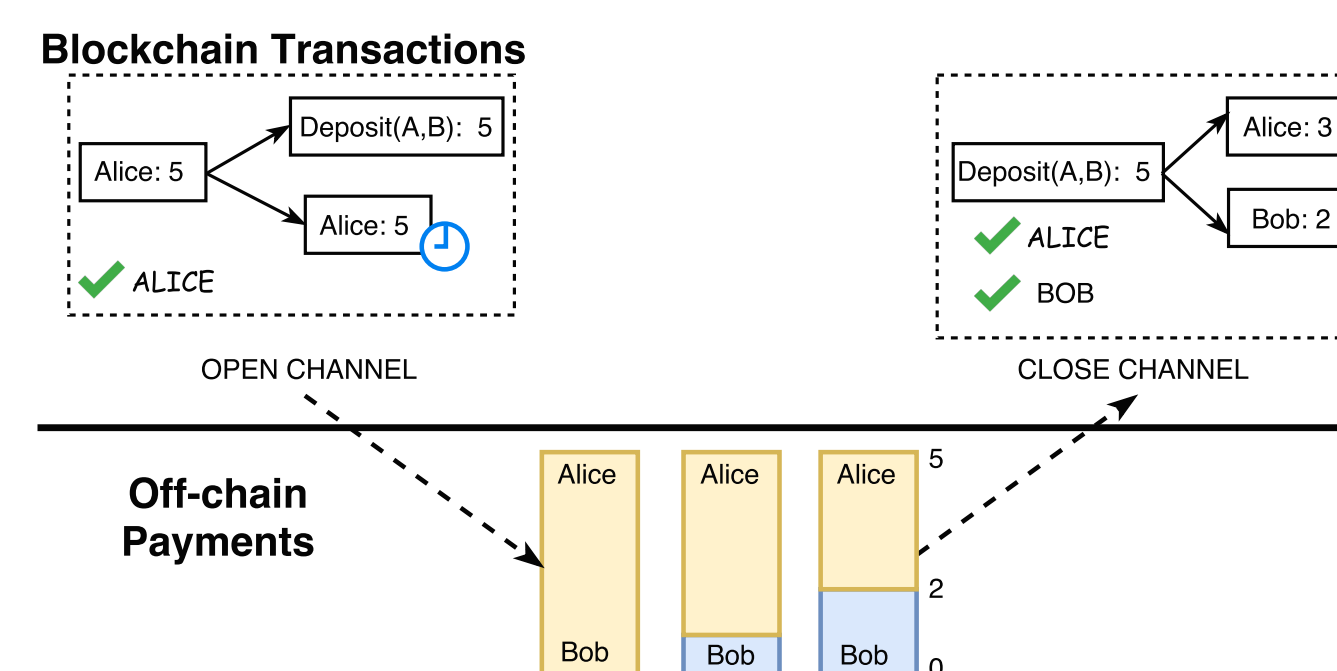 Blockchain Transactions
Deposit(A,B): 5
Alice: 5
Alice: 5
ALICE
OPEN CHANNEL
Alice: 3
Deposit(A,B): 5
Bob: 2
ALICE
BOB
CLOSE CHANNEL
Off-chain
Payments
Alice
Alice
Alice
5
2
Bob
Bob
Bob
0